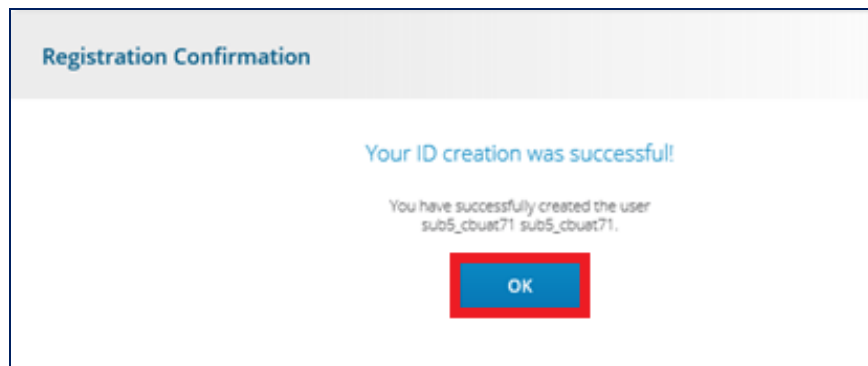 Registration Confirmation
Your ID creation was successful!
You have successfully created the user
sub5_cbuat71 sub5_cbuat71.
OK